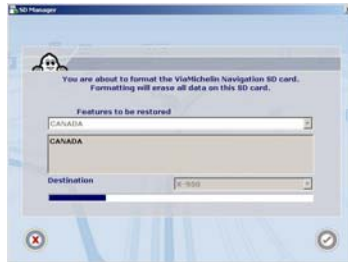 SD Manager
You are about to format the ViaMichelin Navigation SD card.
Formatting will erase all data on this SD card.
Features to be restored
CANADA
CANADA
Destination
X-950